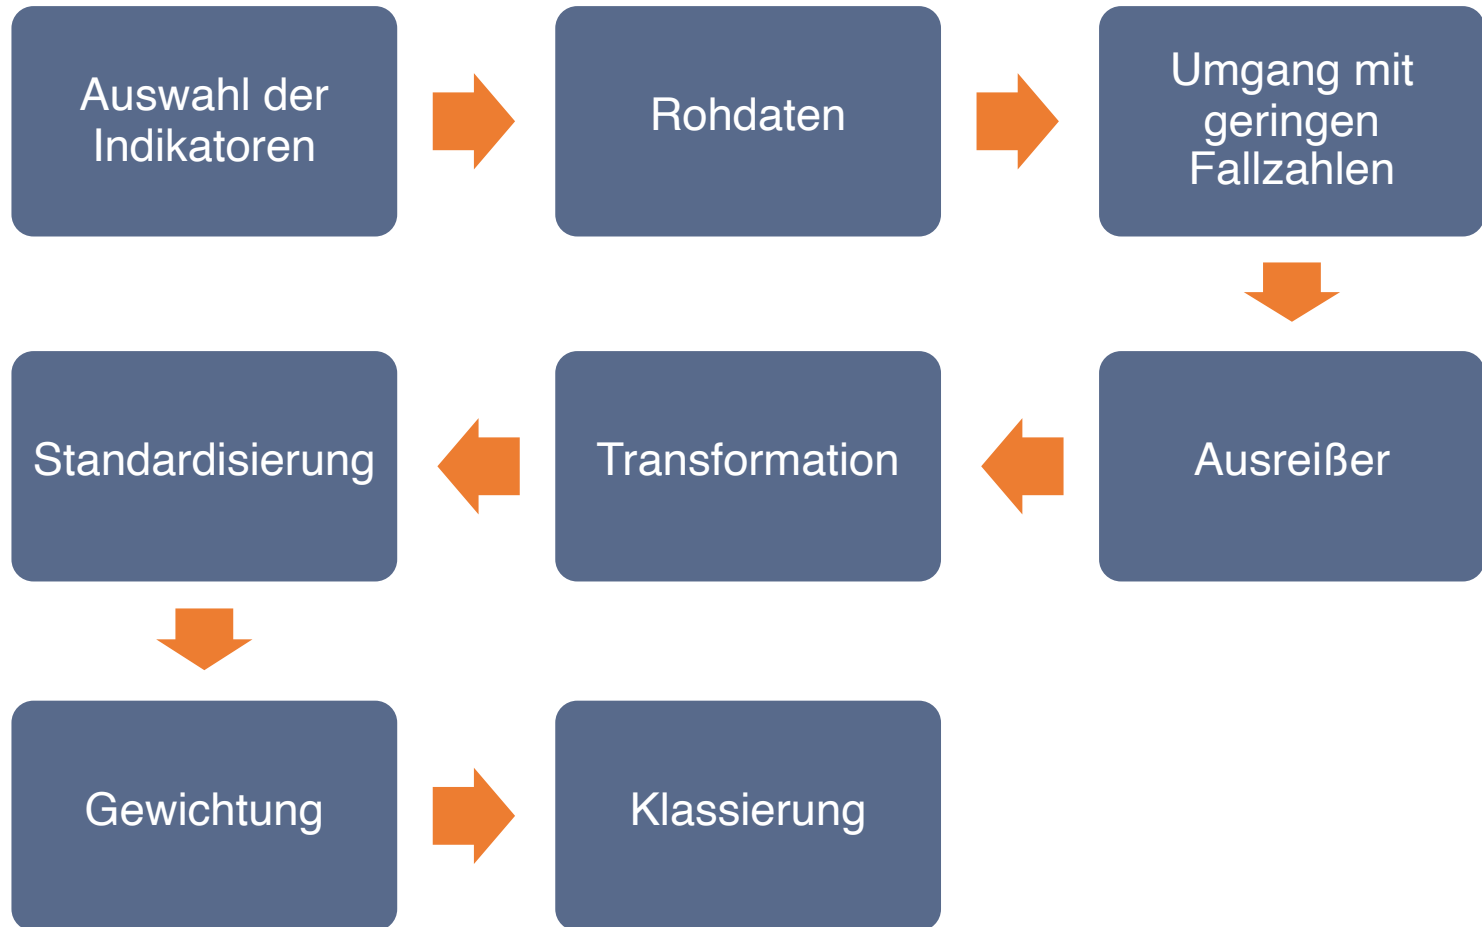 Auswahl der
Indikatoren
Rohdaten
Umgang mit
geringen
Fallzahlen
Ausreißer
Transformation
Standardisierung
Gewichtung
Klassierung